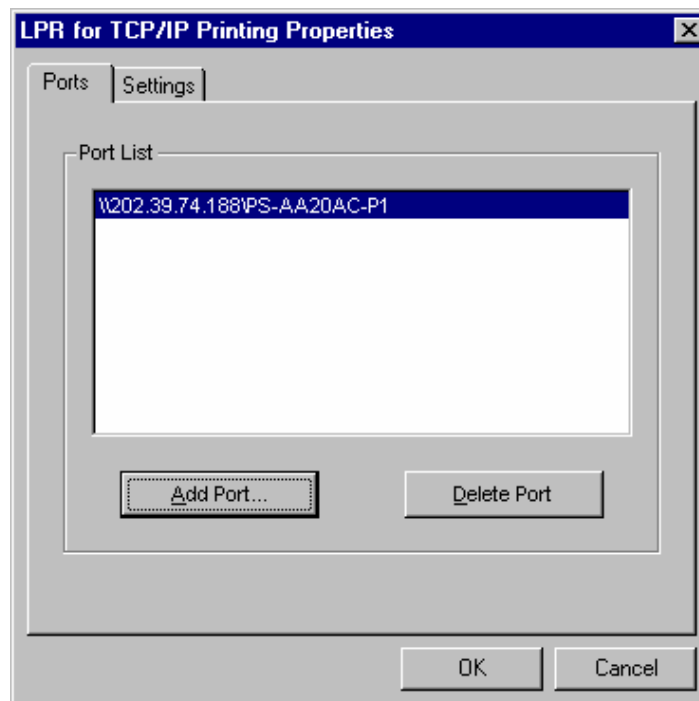 LPR for TCP/IP Printing Properties
Ports Settings
Port List
\\202.39.74.188\PS-AA20AC-P1
Add Port... Delete Port
OK Cancel